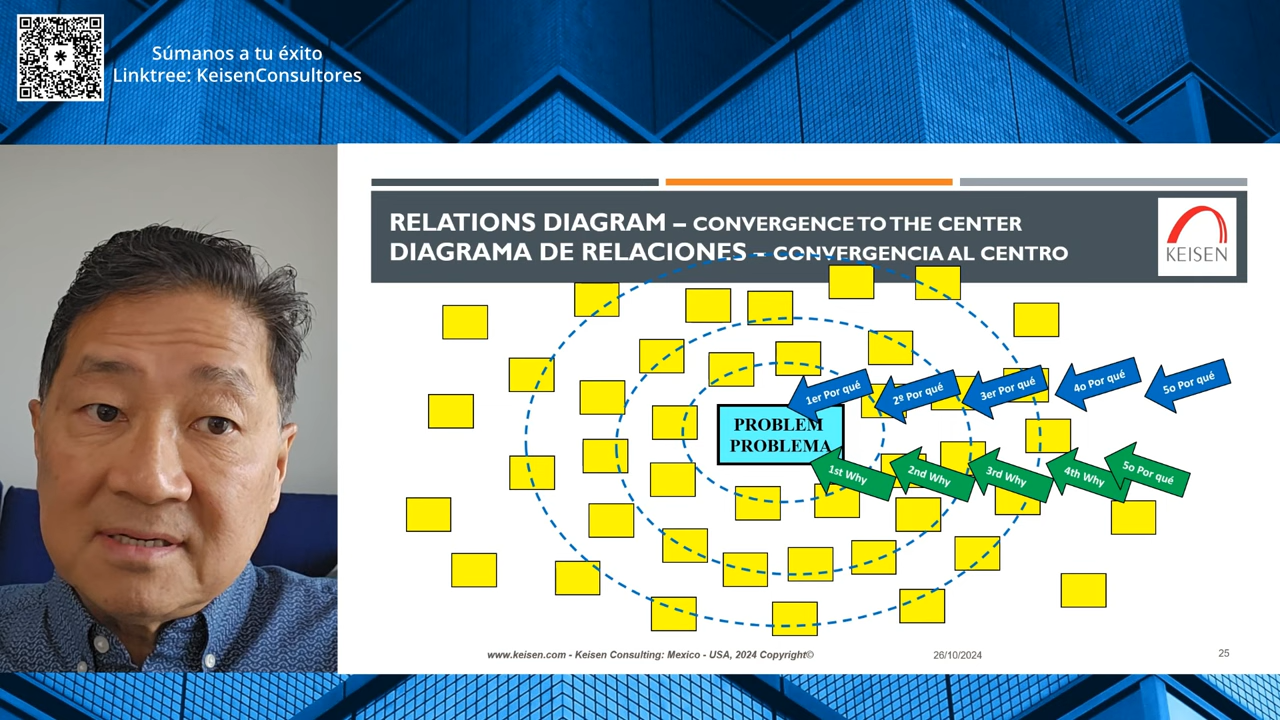 Súmanos a tu éxito
Linktree: KeisenConsultores
RELATIONS DIAGRAM – CONVERGENCE TO THE CENTER
DIAGRAMA DE RELACIONES – CONVERGENCIA AL CENTRO
KEISEN
1er Por qué
2º Por qué
3er Por qué
4o Por qué
5o Por qué
PROBLEM
PROBLEMA
1st Why
2nd Why
3rd Why
4th Why
5o Por qué
www.keisen.com - Keisen Consulting: Mexico - USA, 2024 Copyright©
26/10/2024
25